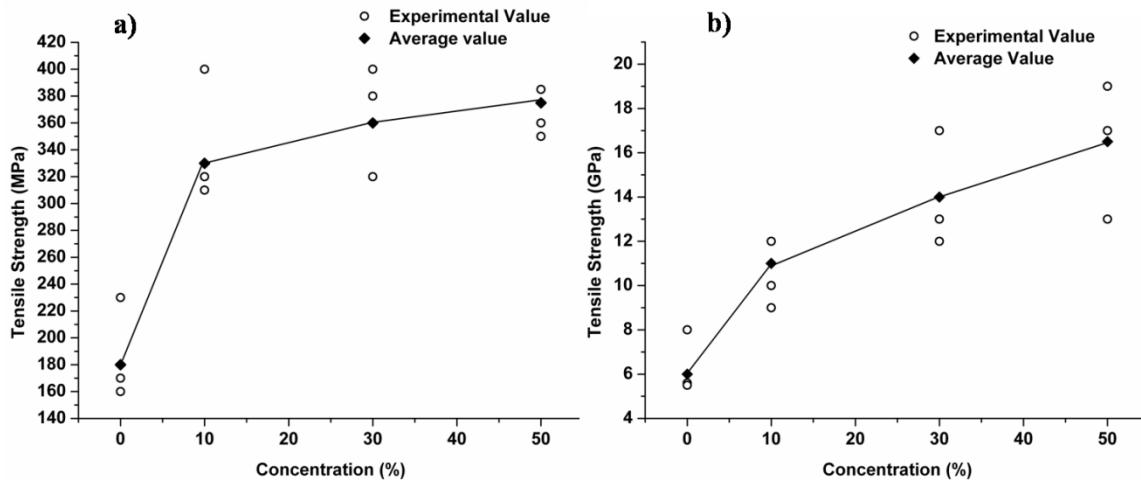 a)
Experimental Value
Average value
420
400
380
360
340
320
300
280
260
240
220
200
180
160
140
Tensile Strength (MPa)
0 10 20 30 40 50
Concentration (%)
b)
Experimental Value
Average Value
20
18
16
14
12
10
8
6
4
Tensile Strength (GPa)
0 10 20 30 40 50
Concentration (%)